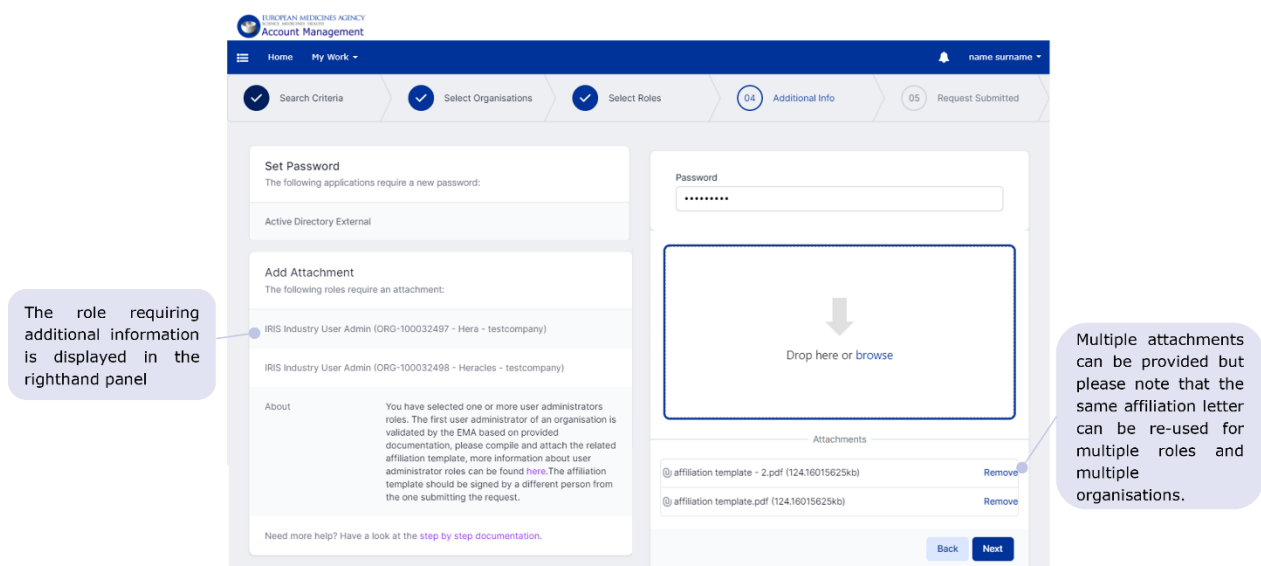 EUROPEAN MEDICINES AGENCY
SCIENCE MEDICINES HEALTH
Account Management
Home My Work
name surname
Search Criteria
Select Organisations
Select Roles
04 Additional Info
05 Request Submitted
Set Password
The following applications require a new password:
Active Directory External
Password
•••••••••
Add Attachment
The following roles require an attachment:
IRIS Industry User Admin (ORG-100032497 - Hera - testcompany)
IRIS Industry User Admin (ORG-100032498 - Heracles - testcompany)
About
You have selected one or more user administrators
roles. The first user administrator of an organisation is
validated by the EMA based on provided
documentation, please compile and attach the related
affiliation template, more information about user
administrator roles can be found here.The affiliation
template should be signed by a different person from
the one submitting the request.
Need more help? Have a look at the step by step documentation.
Drop here or browse
Attachments
affiliation template - 2.pdf (124.16015625kb) Remove
affiliation template.pdf (124.16015625kb) Remove
Back Next
The role requiring
additional information
is displayed in the
righthand panel
Multiple attachments
can be provided but
please note that the
same affiliation letter
can be re-used for
multiple roles and
multiple
organisations.